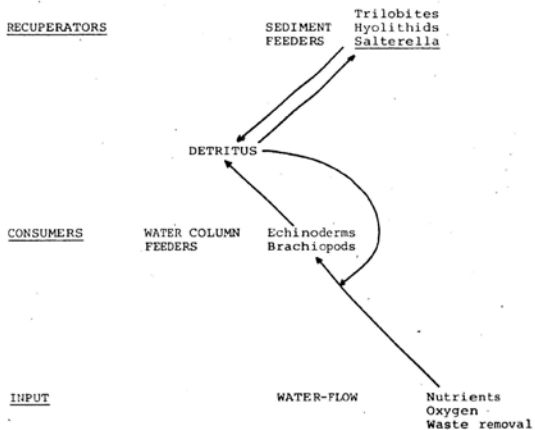 RECUPERATORS
SEDIMENT
FEEDERS
Trilobites
Hyolithids
Salterella
DETRITUS
CONSUMERS
WATER COLUMN
FEEDERS
Echinoderms
Brachiopods
INPUT
WATER-FLOW
Nutrients
Oxygen
Waste removal